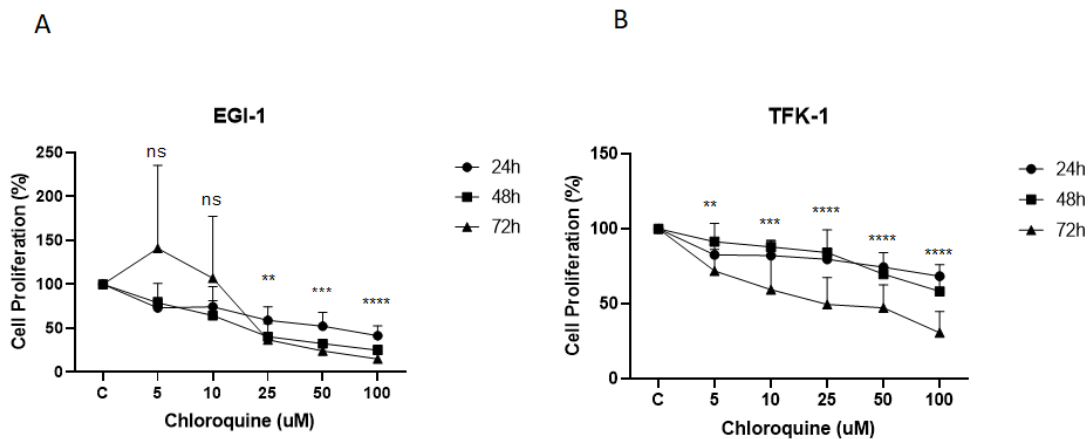 A
B
EGI-1
TFK-1
Cell Proliferation (%)
250
200
150
100
50
0
ns
ns
**
***
****
C
5
10
25
50
100
Chloroquine (uM)
24h
48h
72h
Cell Proliferation (%)
150
100
50
0
**
***
****
****
****
C
5
10
25
50
100
Chloroquine (uM)
24h
48h
72h